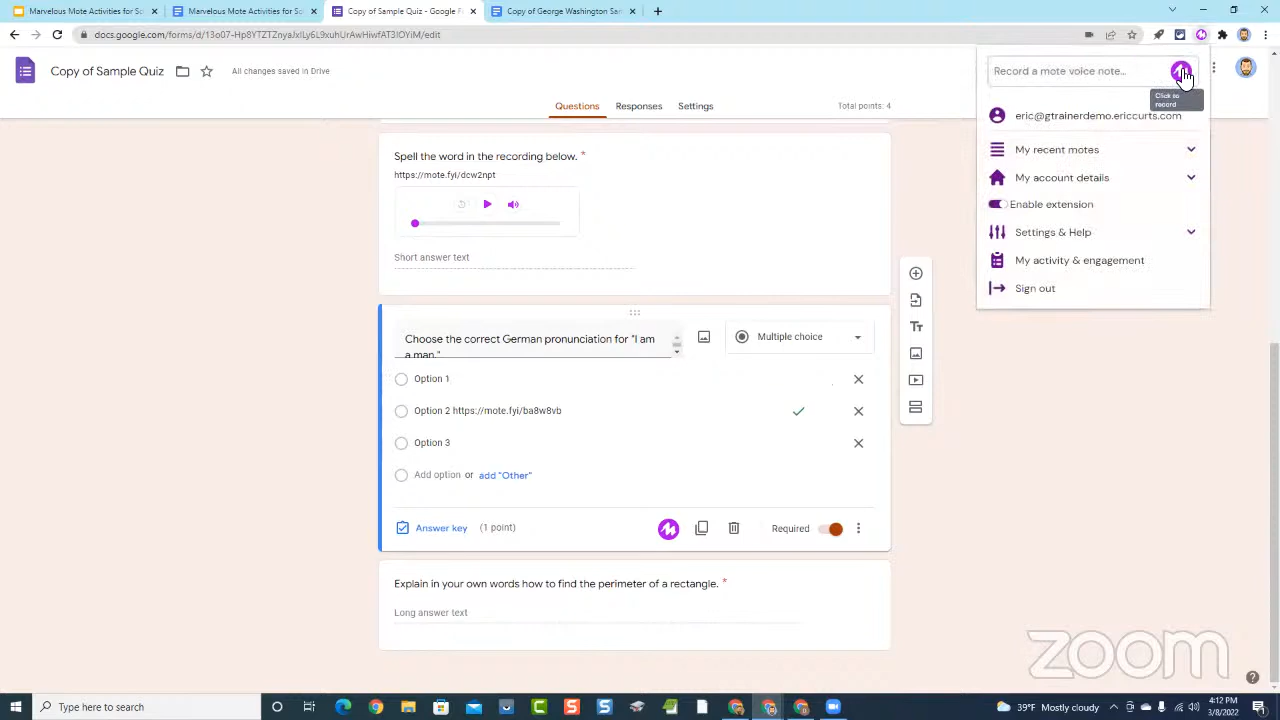 Marvelous Mote Activities for Sc
Marvelous Mote Activities for Sc
Copy of Sample Quiz - Google F
Copy of George Washington San
docs.google.com/forms/d/13o07-Hp8YTZTZnyaJxlLy6L9xuhUrAwHiwfAT3IOYiM/edit
Copy of Sample Quiz
All changes saved in Drive
Record a mote voice note...
Click to
record
Questions
Responses
Settings
Total points: 4
eric@gtrainerdemo.ericcurts.com
My recent notes
My account details
Enable extension
Settings & Help
My activity & engagement
Sign out
Spell the word in the recording below. *
https://mote.fyi/dcw2npt
Short answer text
Choose the correct German pronunciation for "I am
a man."
Multiple choice
Option 1
Option 2 https://mote.fyi/ba8w8vb
Option 3
Add option or add "Other"
Answer key (1 point)
Required
Explain in your own words how to find the perimeter of a rectangle. *
Long answer text
zoom
Type here to search
39°F Mostly cloudy
4:12 PM
3/8/2022